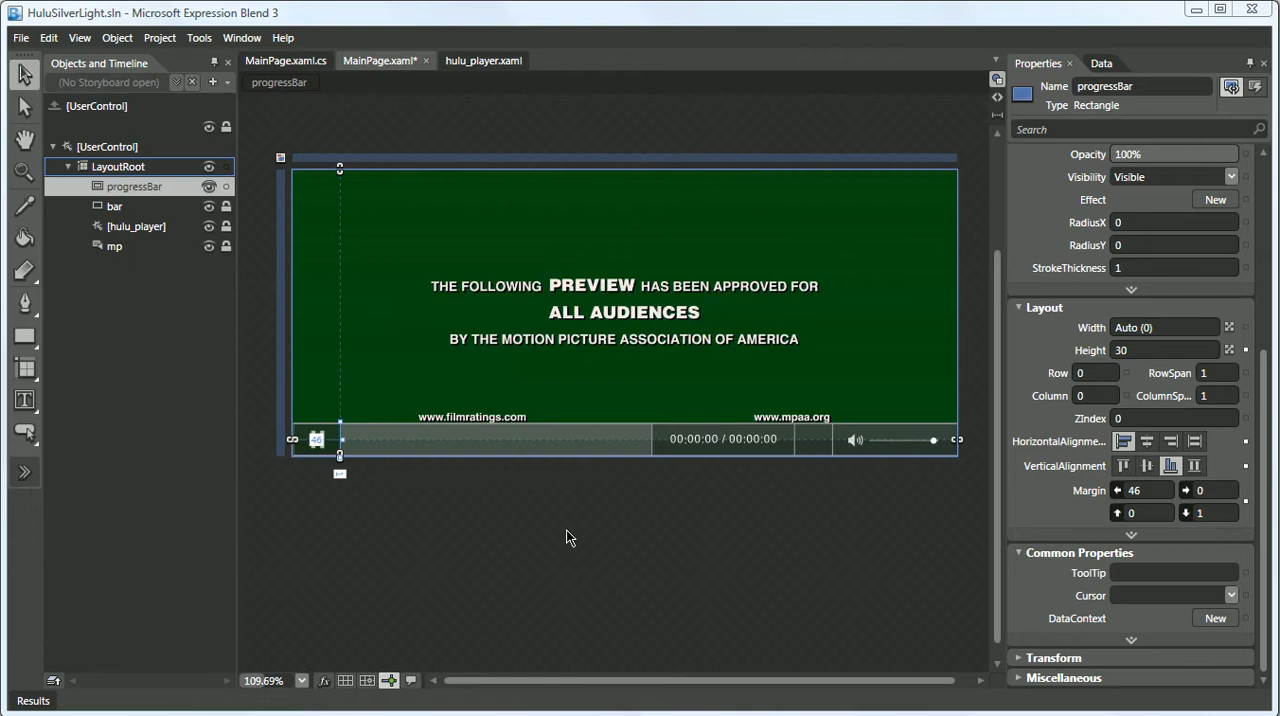 HuluSilverLight.sln - Microsoft Expression Blend 3
File Edit View Object Project Tools Window Help
Objects and Timeline
(No Storyboard open)
[UserControl]
[UserControl]
LayoutRoot
progressBar
bar
[hulu_player]
mp
MainPage.xaml.cs MainPage.xaml* hulu_player.xaml
progressBar
THE FOLLOWING PREVIEW HAS BEEN APPROVED FOR
ALL AUDIENCES
BY THE MOTION PICTURE ASSOCIATION OF AMERICA
www.filmratings.com www.mpaa.org
46 00:00:00 / 00:00:00
109.69%
Results
Properties Data
Name progressBar
Type Rectangle
Search
Opacity 100%
Visibility Visible
Effect New
RadiusX 0
RadiusY 0
StrokeThickness 1
Layout
Width Auto (0)
Height 30
Row 0 RowSpan 1
Column 0 ColumnSp... 1
ZIndex 0
HorizontalAlignme...
VerticalAlignment
Margin 46 0
0 1
Common Properties
ToolTip
Cursor
DataContext New
Transform
Miscellaneous